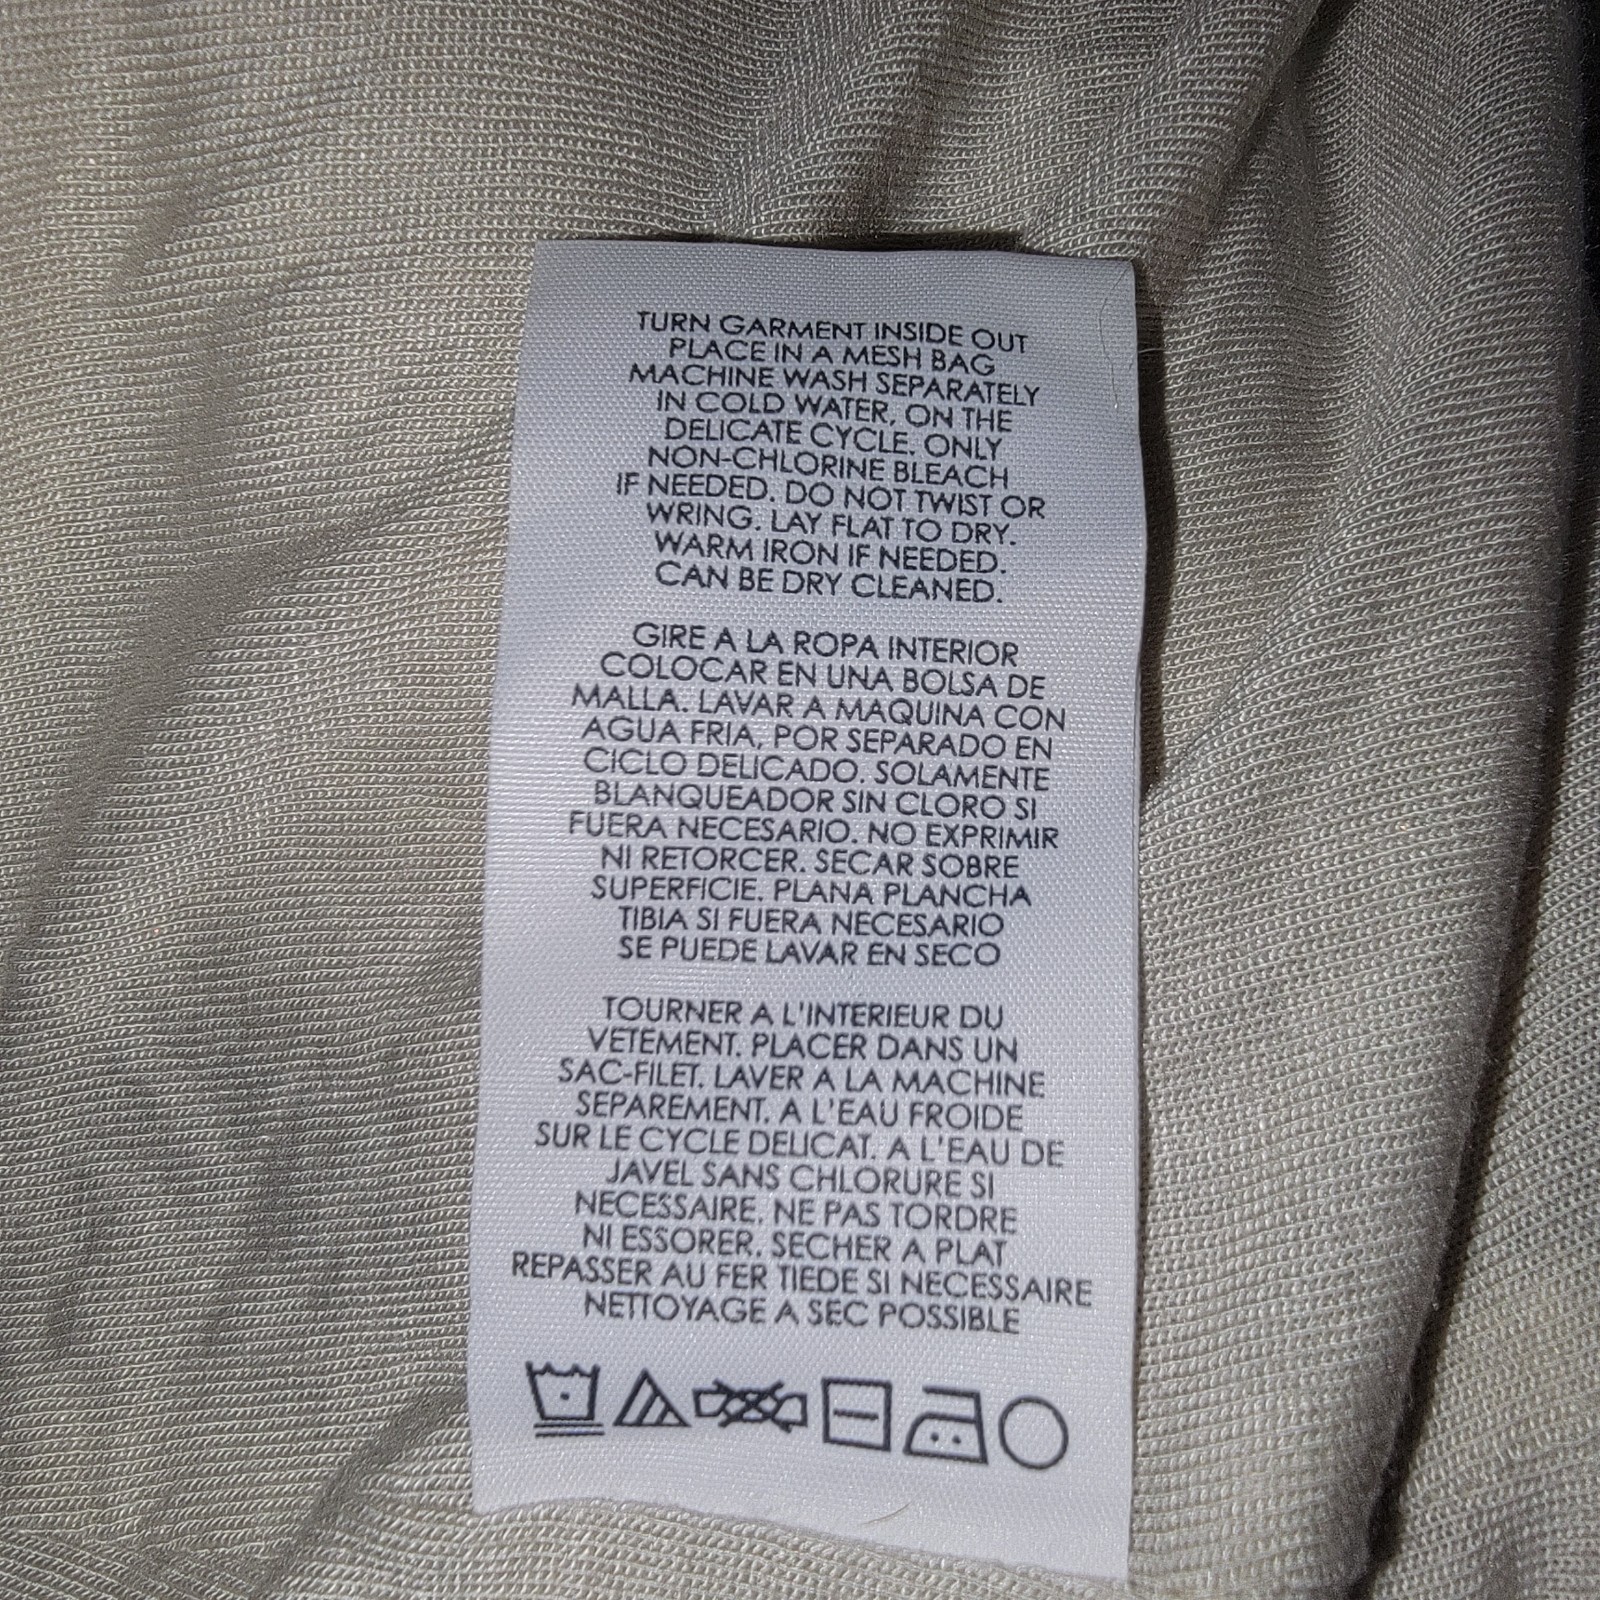 TURN GARMENT INSIDE OUT
PLACE IN A MESH BAG
MACHINE WASH SEPARATELY
IN COLD WATER, ON THE
DELICATE CYCLE. ONLY
NON-CHLORINE BLEACH
IF NEEDED. DO NOT TWIST OR
WRING. LAY FLAT TO DRY.
WARM IRON IF NEEDED.
CAN BE DRY CLEANED.
GIRE A LA ROPA INTERIOR
COLOCAR EN UNA BOLSA DE
MALLA. LAVAR A MAQUINA CON
AGUA FRIA, POR SEPARADO EN
CICLO DELICADO. SOLAMENTE
BLANQUEADOR SIN CLORO SI
FUERA NECESARIO. NO EXPRIMIR
NI RETORCER. SECAR SOBRE
SUPERFICIE. PLANA PLANCHA
TIBIA SI FUERA NECESARIO
SE PUEDE LAVAR EN SECO
TOURNER A L'INTERIEUR DU
VETEMENT. PLACER DANS UN
SAC-FILET. LAVER A LA MACHINE
SEPAREMENT. A L'EAU FROIDE
SUR LE CYCLE DELICAT. A L'EAU DE
JAVEL SANS CHLORURE SI
NECESSAIRE. NE PAS TORDRE
NI ESSORER. SECHER A PLAT
REPASSER AU FER TIEDE SI NECESSAIRE
NETTOYAGE A SEC POSSIBLE